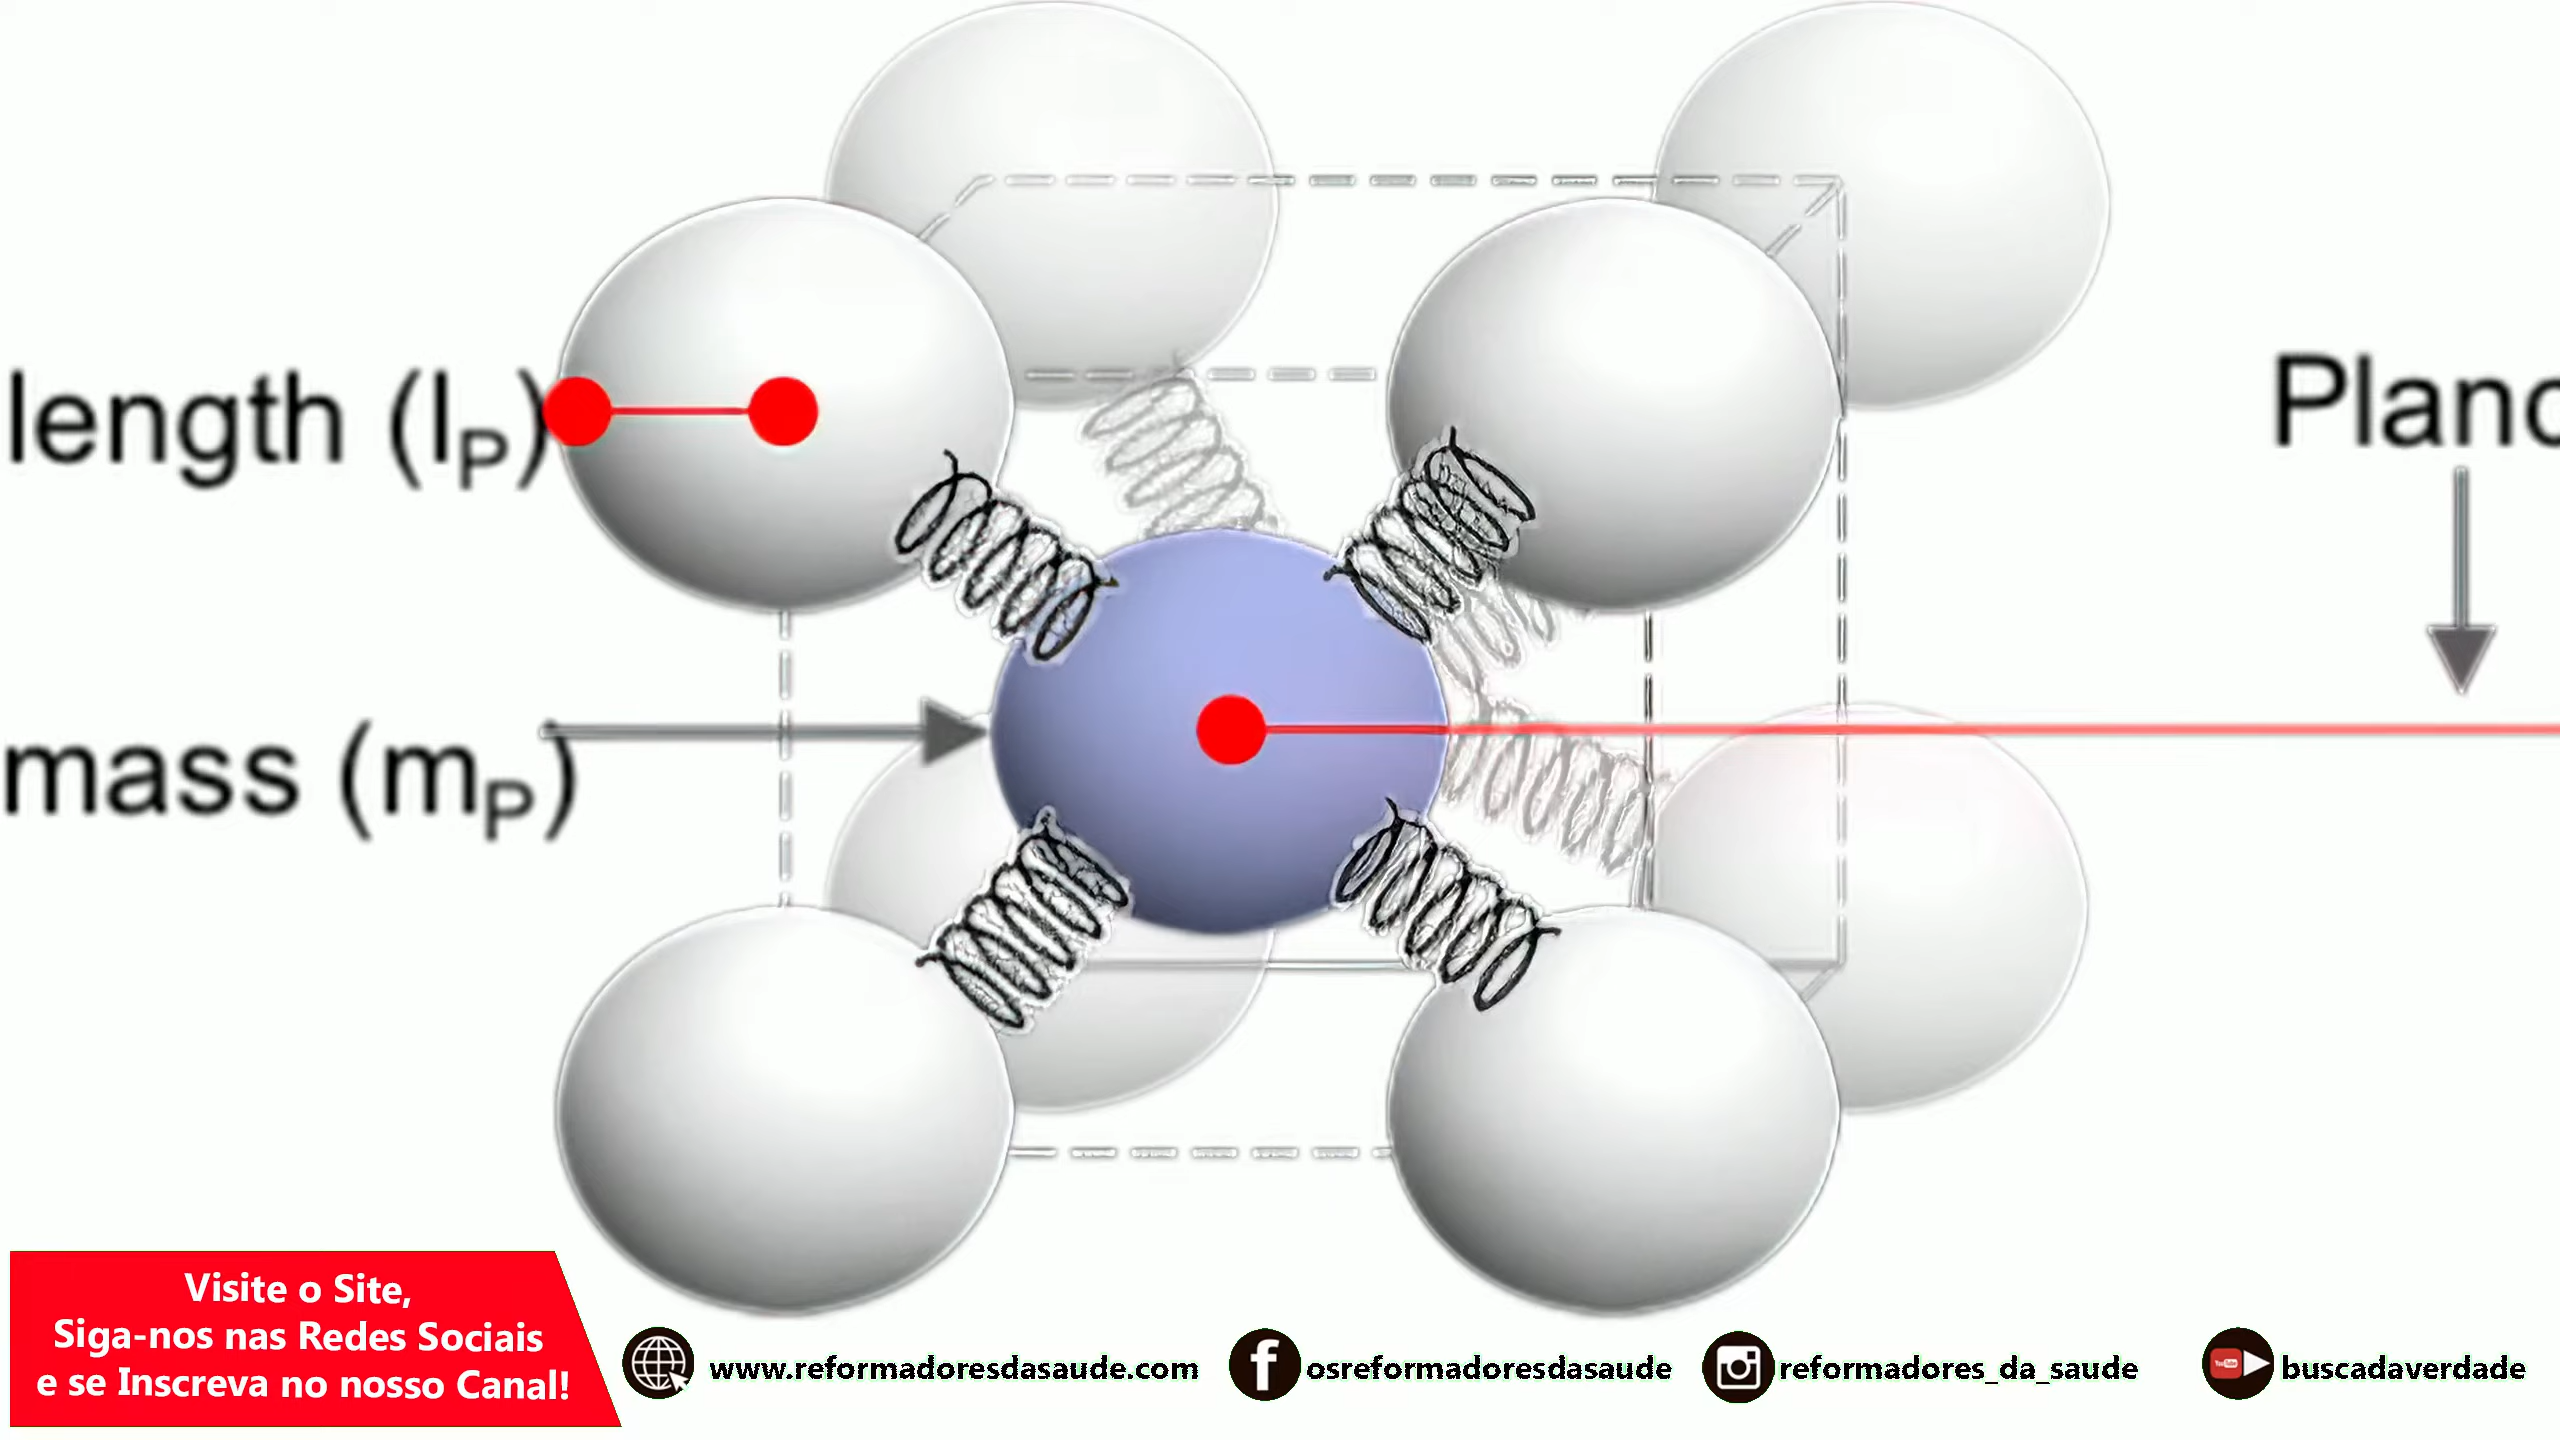 length (lP)
Planc
mass (mP)
Visite o Site,
Siga-nos nas Redes Sociais
e se Inscreva no nosso Canal!
www.reformadoresdasaude.com
osreformadoresdasaude
reformadores_da_saude
buscadaverdade